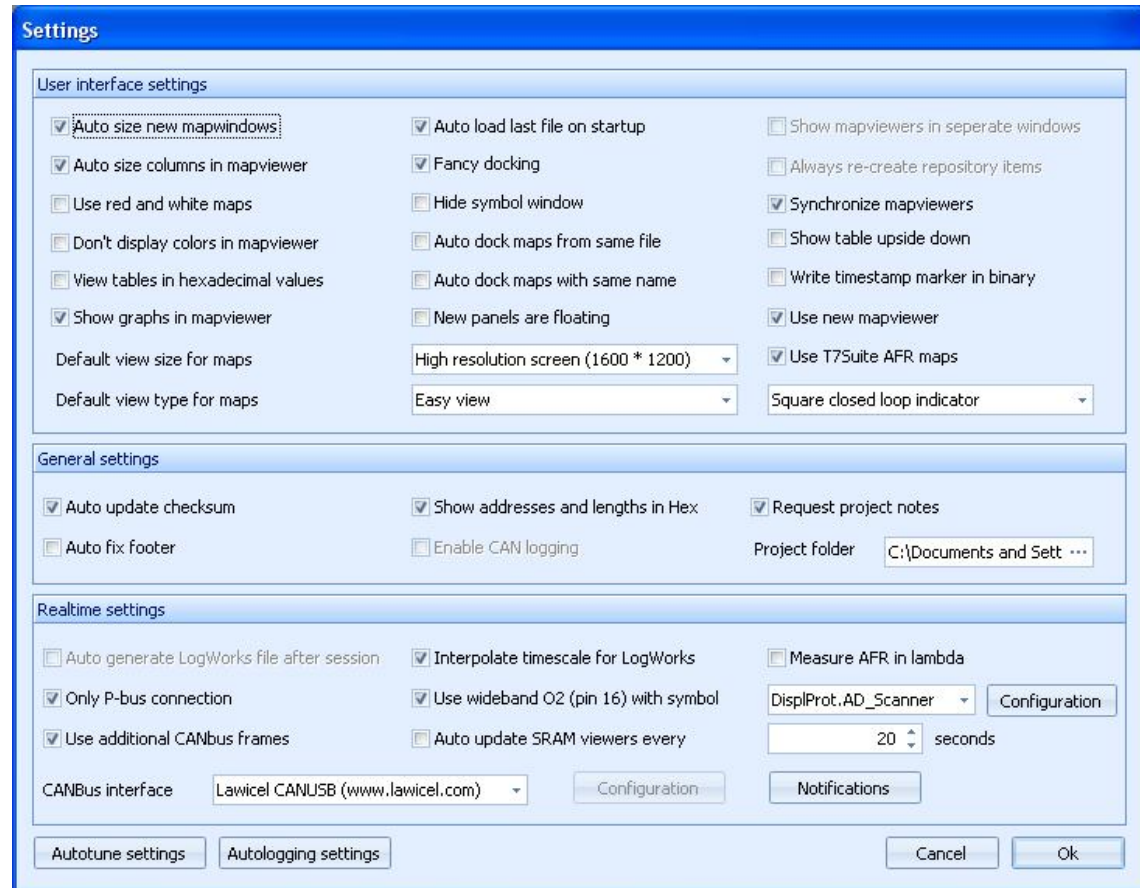 Settings
User interface settings
Auto size new mapwindows Auto load last file on startup Show mapviewers in seperate windows
Auto size columns in mapviewer Fancy docking Always re-create repository items
Use red and white maps Hide symbol window Synchronize mapviewers
Don't display colors in mapviewer Auto dock maps from same file Show table upside down
View tables in hexadecimal values Auto dock maps with same name Write timestamp marker in binary
Show graphs in mapviewer New panels are floating Use new mapviewer
Default view size for maps High resolution screen (1600 * 1200) Use T7Suite AFR maps
Default view type for maps Easy view Square closed loop indicator
General settings
Auto update checksum Show addresses and lengths in Hex Request project notes
Auto fix footer Enable CAN logging Project folder C:\Documents and Sett ...
Realtime settings
Auto generate LogWorks file after session Interpolate timescale for LogWorks Measure AFR in lambda
Only P-bus connection Use wideband O2 (pin 16) with symbol DisplProt.AD_Scanner Configuration
Use additional CANbus frames Auto update SRAM viewers every 20 seconds
CANBus interface Lawicel CANUSB (www.lawicel.com) Configuration Notifications
Autotune settings Autologging settings Cancel Ok